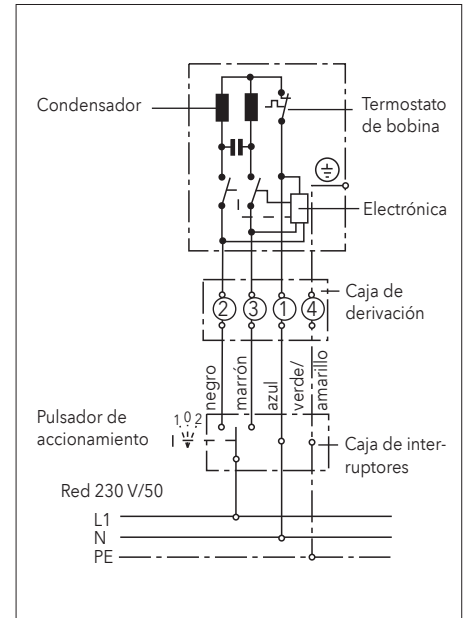 Condensador
Termostato
de bobina
Electrónica
Caja de
derivación
2
3
1
4
negro
marrón
azul
verde/
amarillo
Pulsador de
accionamiento
1 0 2
Caja de inter-
ruptores
Red 230 V/50
L1
N
PE